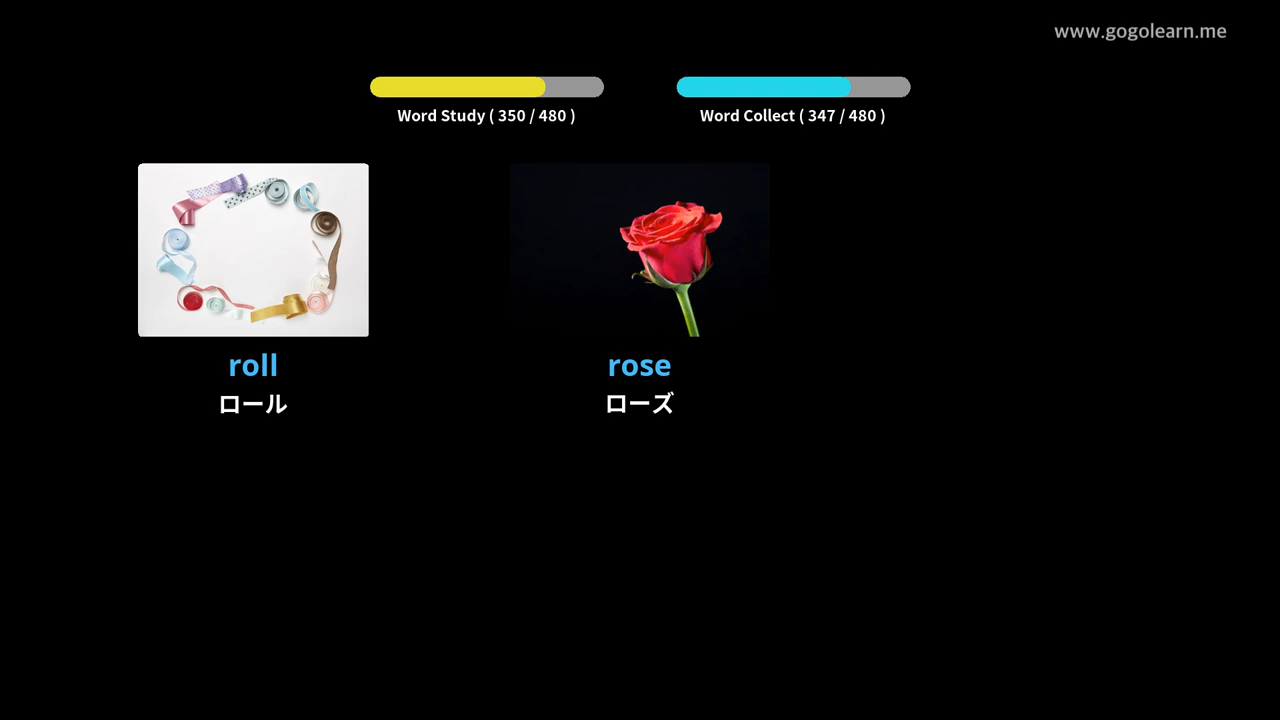 www.gogolearn.me
Word Study ( 350 / 480 )
Word Collect ( 347 / 480 )
roll
ロール
rose
ローズ